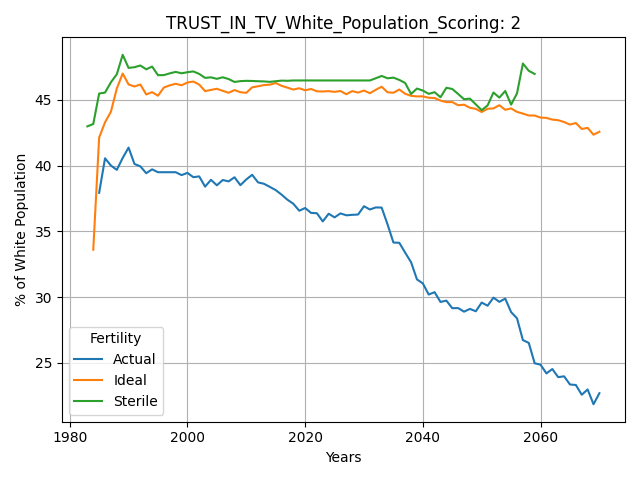 TRUST_IN_TV_White_Population_Scoring: 2
% of White Population
45
40
35
30
25
Fertility
Actual
Ideal
Sterile
1980 2000 2020 2040 2060
Years